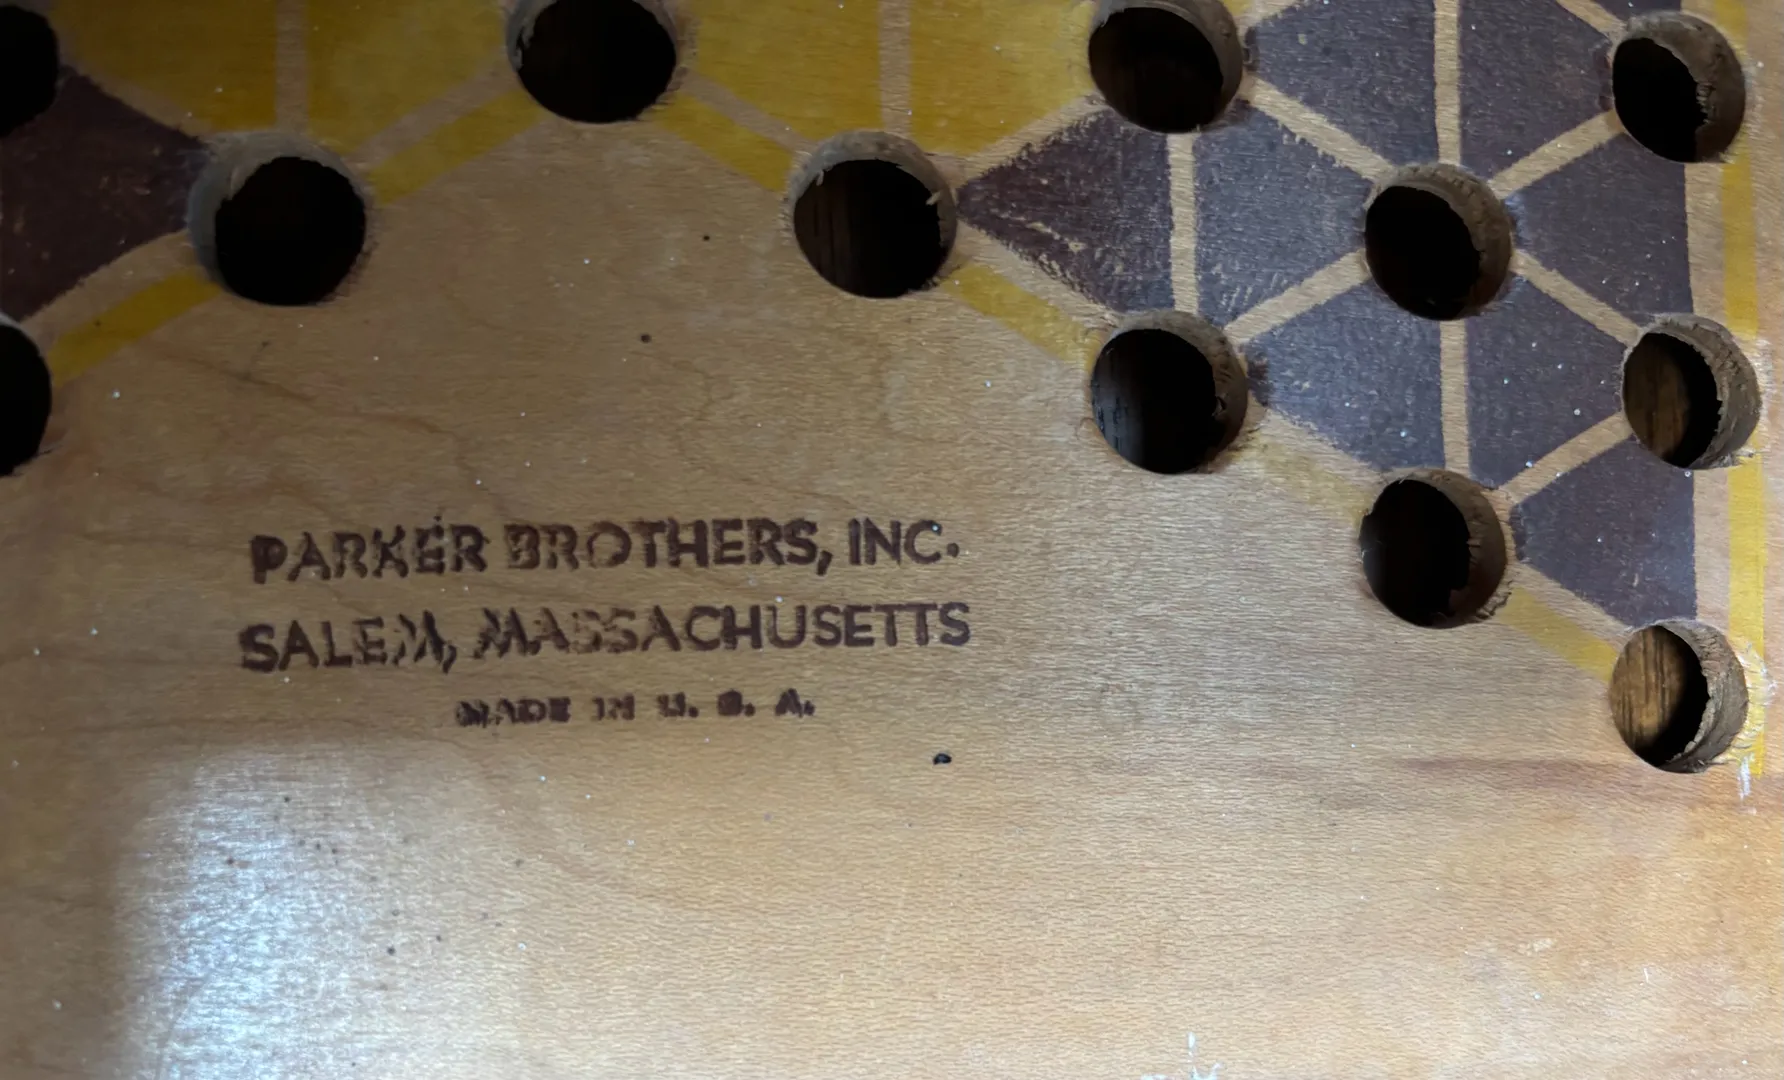 PARKER BROTHERS, INC.
SALEM, MASSACHUSETTS
MADE IN U. S. A.